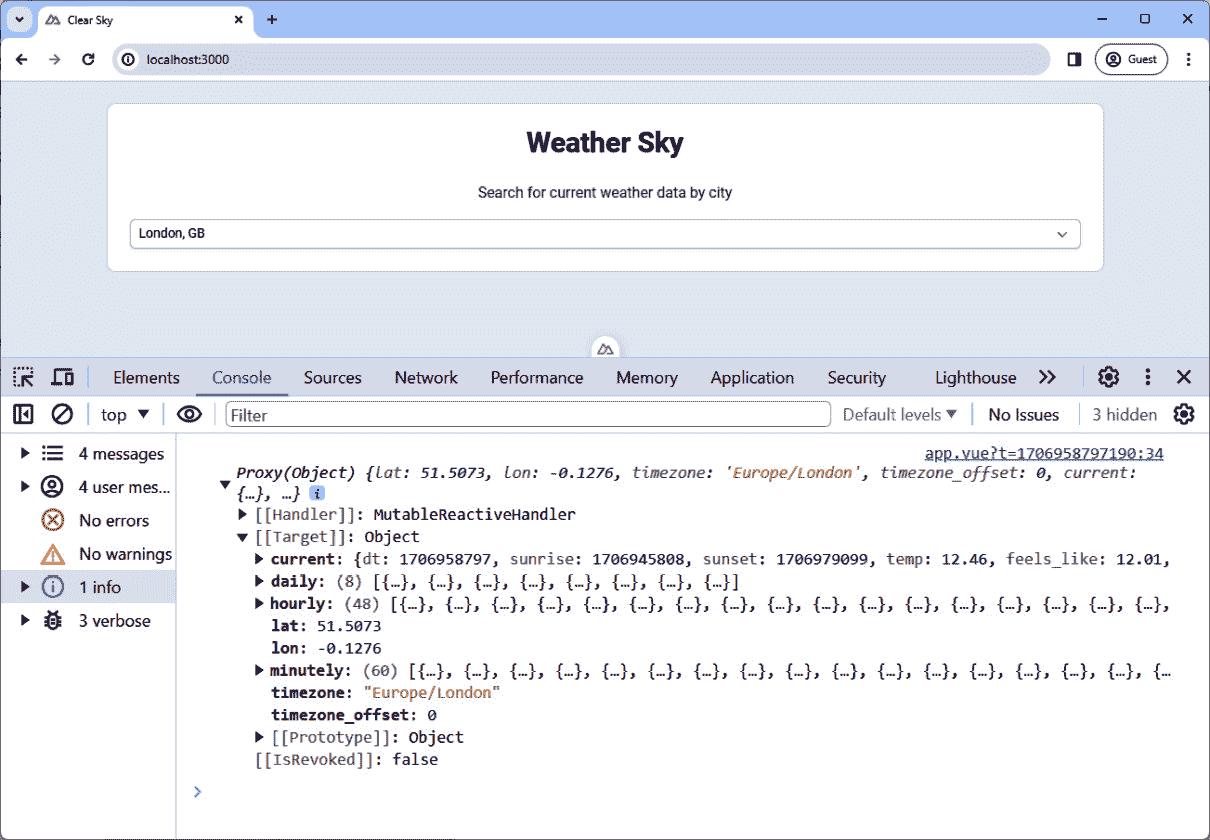 Clear Sky
localhost:3000
Guest
Weather Sky
Search for current weather data by city
London, GB
Elements Console Sources Network Performance Memory Application Security Lighthouse
top Filter Default levels No Issues 3 hidden
4 messages
4 user mes...
No errors
No warnings
1 info
3 verbose
app.vue?t=1706958797190:34
Proxy(Object) {lat: 51.5073, lon: -0.1276, timezone: 'Europe/London', timezone_offset: 0, current:
{…}, …}
[[Handler]]: MutableReactiveHandler
[[Target]]: Object
current: {dt: 1706958797, sunrise: 1706945808, sunset: 1706979099, temp: 12.46, feels_like: 12.01,
daily: (8) [{…}, {…}, {…}, {…}, {…}, {…}, {…}, {…}]
hourly: (48) [{…}, {…}, {…}, {…}, {…}, {…}, {…}, {…}, {…}, {…}, {…}, {…}, {…}, {…}, {…}, {…}, {…},
lat: 51.5073
lon: -0.1276
minutely: (60) [{…}, {…}, {…}, {…}, {…}, {…}, {…}, {…}, {…}, {…}, {…}, {…}, {…}, {…}, {…}, {…}, {…
timezone: "Europe/London"
timezone_offset: 0
[[Prototype]]: Object
[[IsRevoked]]: false